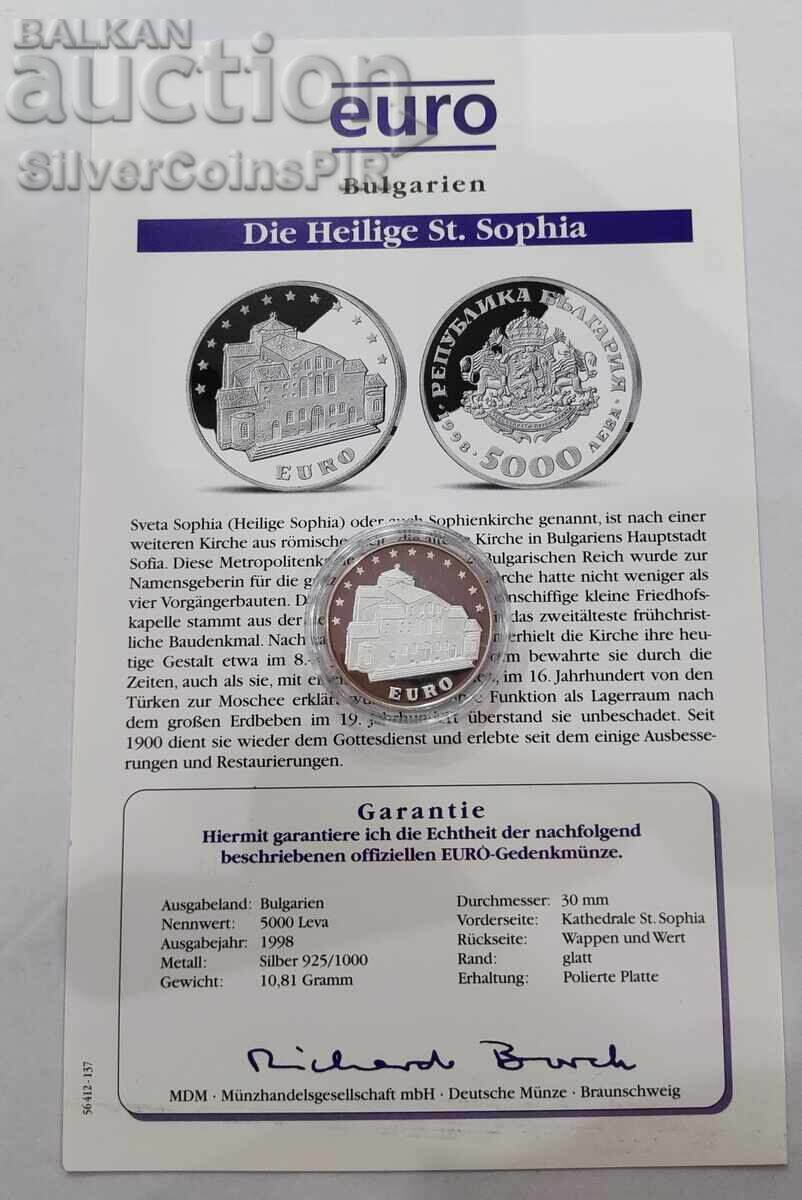 BALKAN
auction
SilverCoinsPIR
euro
Bulgarien
Die Heilige St. Sophia
EURO
РЕПУБЛИКА БЪЛГАРИЯ
· 1998 · 5000 ЛЕВА ·
Sveta Sophia (Heilige Sophia) oder auch Sophienkirche genannt, ist nach einer
weiteren Kirche aus römischer Kirche in Bulgariens Hauptstadt
Sofia. Diese Metropolitenk Bulgarischen Reich wurde zur
Namensgeberin für die g rche hatte nicht weniger als
vier Vorgängerbauten. D einschiffige kleine Friedhofs-
kapelle stammt aus der das zweitälteste frühchrist-
liche Baudenkmal. Nach erhielt die Kirche ihre heu-
tige Gestalt etwa im 8. bewahrte sie durch die
Zeiten, auch als sie, mit im 16. Jahrhundert von den
Türken zur Moschee erklärt Funktion als Lagerraum nach
dem großen Erdbeben im 19. Jahrhundert überstand sie unbeschadet. Seit
1900 dient sie wieder dem Gottesdienst und erlebte seit dem einige Ausbesse-
rungen und Restaurierungen.
EURO
Garantie
Hiermit garantiere ich die Echtheit der nachfolgend
beschriebenen offiziellen EURO-Gedenkmünze.
Ausgabeland: Bulgarien
Nennwert: 5000 Leva
Ausgabejahr: 1998
Metall: Silber 925/1000
Gewicht: 10,81 Gramm
Durchmesser: 30 mm
Vorderseite: Kathedrale St. Sophia
Rückseite: Wappen und Wert
Rand: glatt
Erhaltung: Polierte Platte
MDM · Münzhandelsgesellschaft mbH · Deutsche Münze · Braunschweig
56 412 - 137